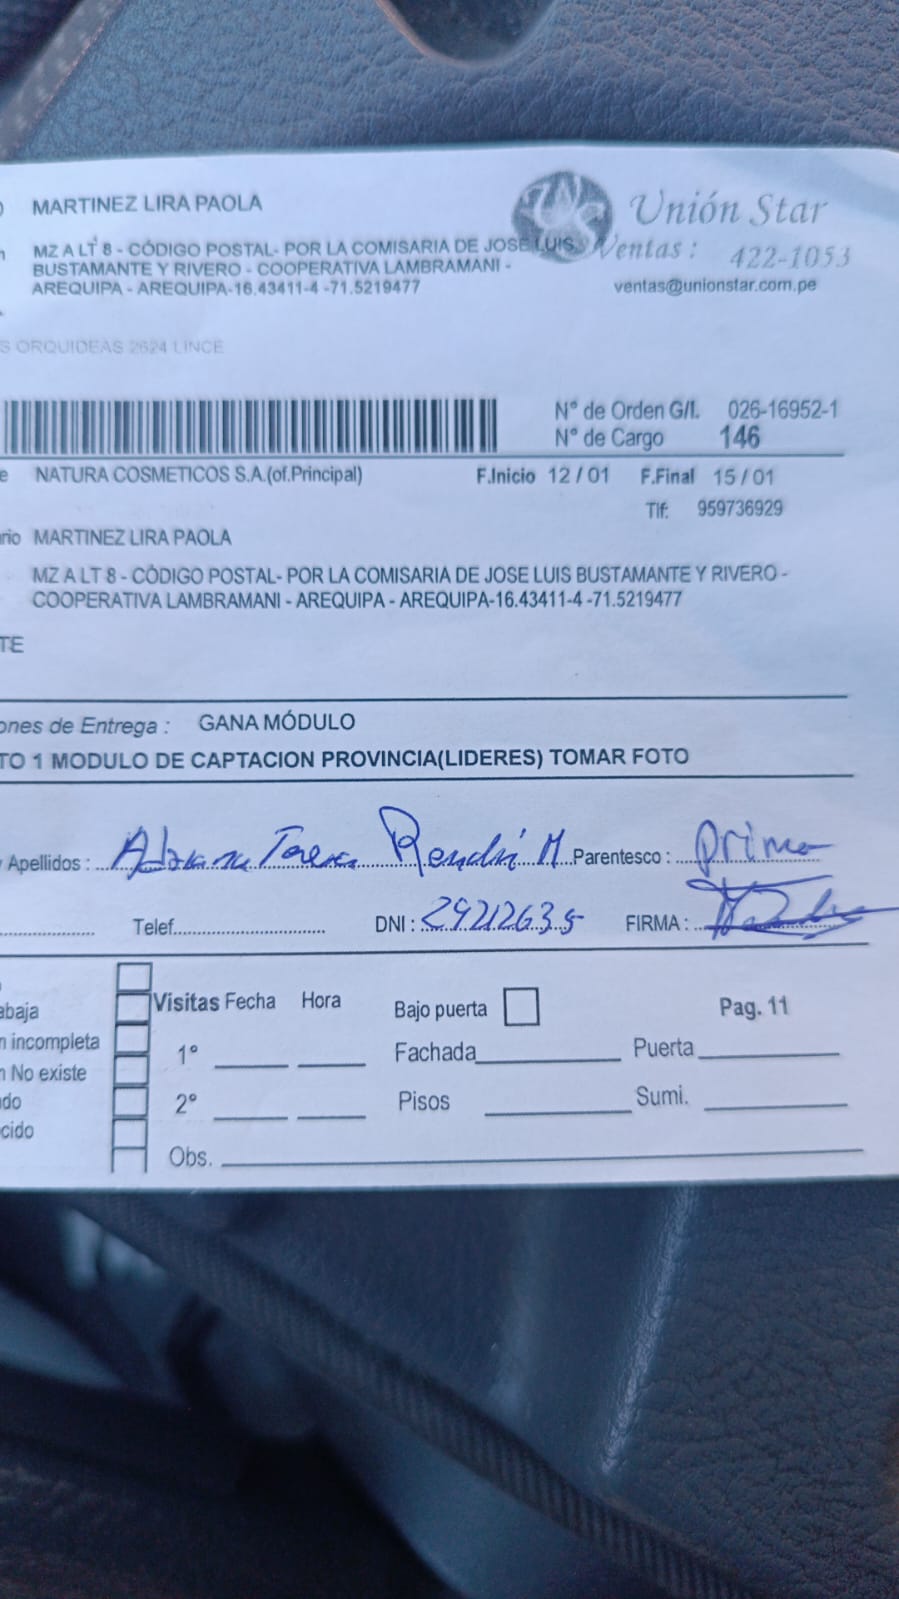 MARTINEZ LIRA PAOLA
Unión Star
MZ A LT 8 - CÓDIGO POSTAL- POR LA COMISARIA DE JOSE LUIS
BUSTAMANTE Y RIVERO - COOPERATIVA LAMBRAMANI -
AREQUIPA - AREQUIPA-16.43411-4 -71.5219477
Ventas : 422-1053
ventas@unionstar.com.pe
S ORQUIDEAS 2624 LINCE
N° de Orden G/I. 026-16952-1
N° de Cargo 146
e NATURA COSMETICOS S.A.(of.Principal) F.Inicio 12 / 01 F.Final 15 / 01
Tlf: 959736929
rio MARTINEZ LIRA PAOLA
MZ A LT 8 - CÓDIGO POSTAL- POR LA COMISARIA DE JOSE LUIS BUSTAMANTE Y RIVERO -
COOPERATIVA LAMBRAMANI - AREQUIPA - AREQUIPA-16.43411-4 -71.5219477
TE
ones de Entrega : GANA MÓDULO
TO 1 MODULO DE CAPTACION PROVINCIA(LIDERES) TOMAR FOTO
Apellidos : Adriana Teresa M Parentesco : Prima
Telef. DNI : 29212635 FIRMA :
abaja Visitas Fecha Hora Bajo puerta Pag. 11
n incompleta 1° Fachada Puerta
n No existe
do 2° Pisos Sumi.
cido
Obs.